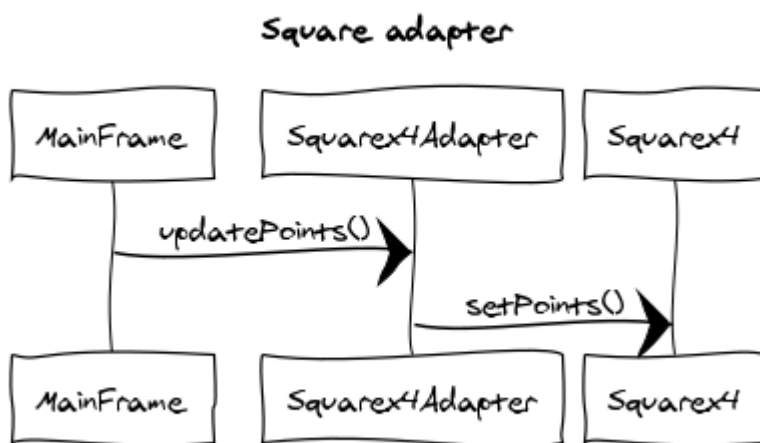 Square adapter
MainFrame Squarex4Adapter Squarex4
updatePoints()
setPoints()
MainFrame Squarex4Adapter Squarex4